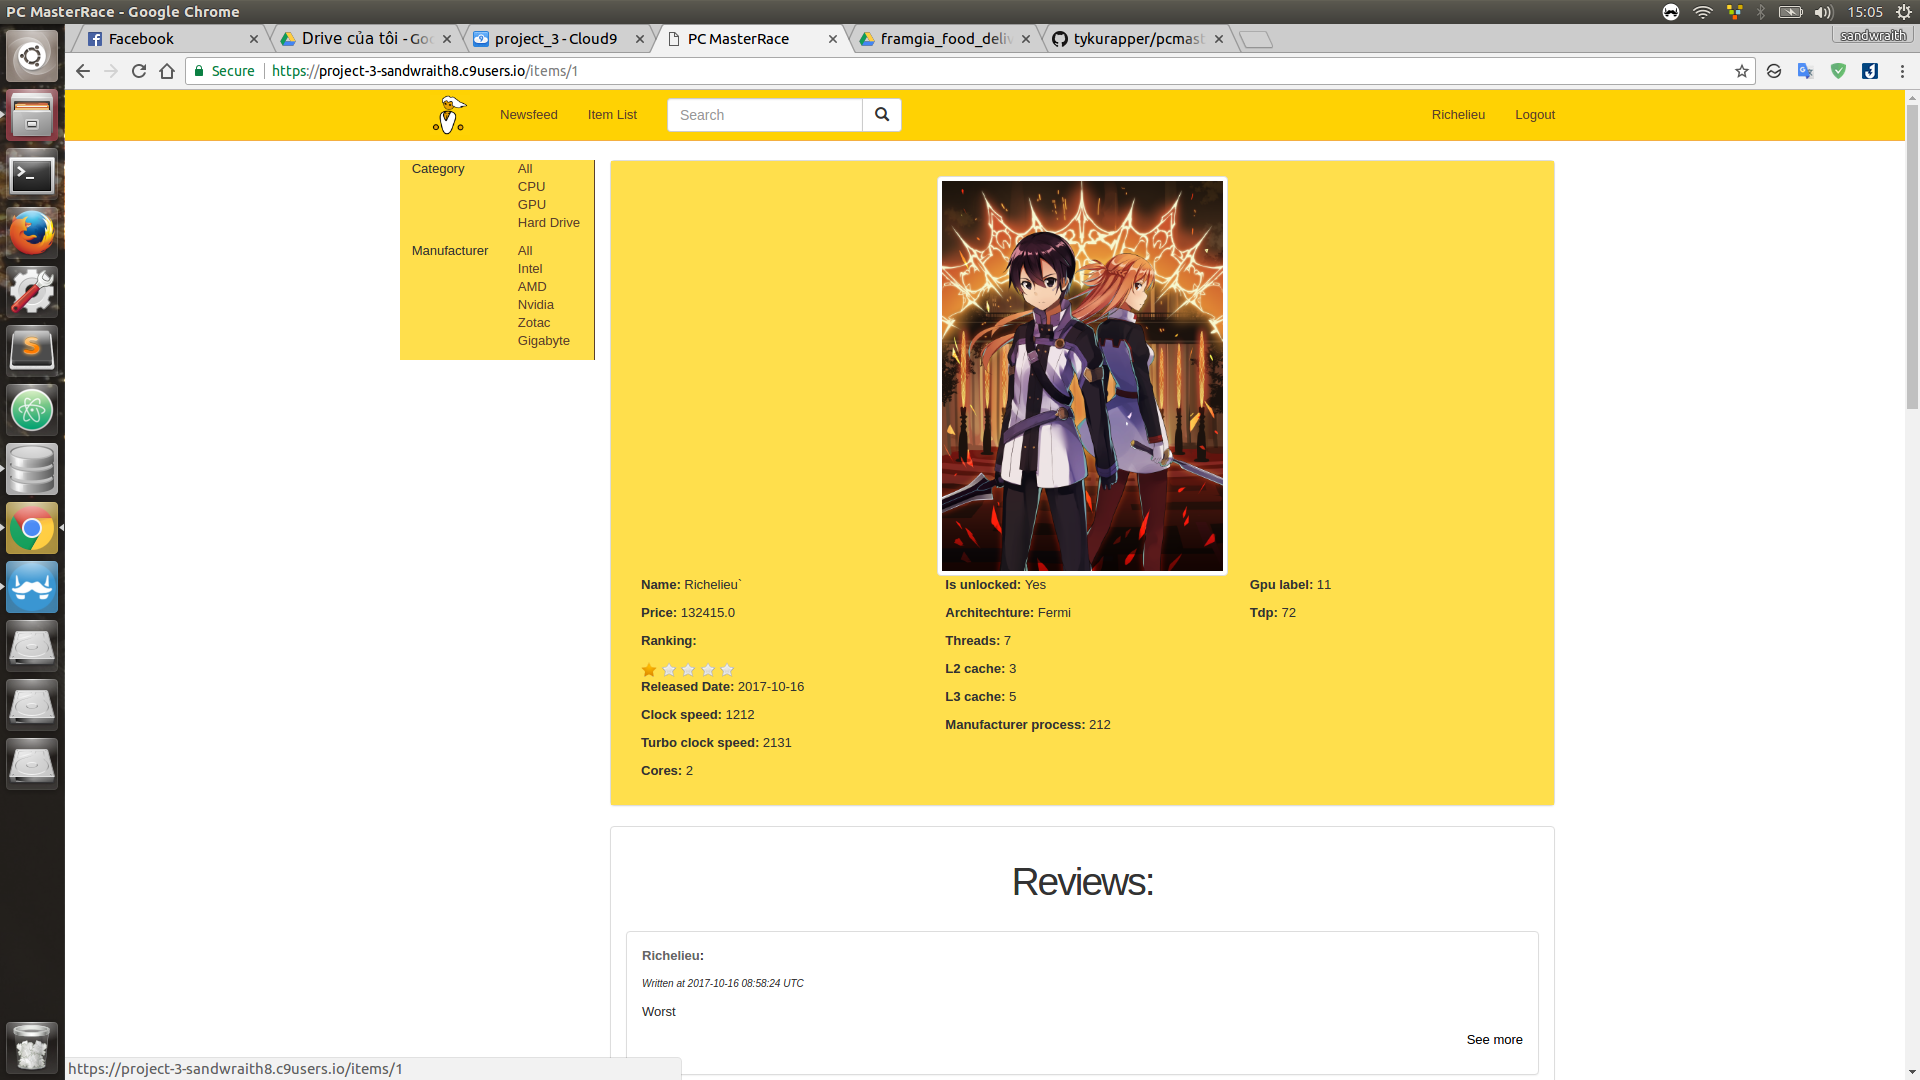 PC MasterRace - Google Chrome
15:05
Facebook
Drive của tôi - Goo
project_3 - Cloud9
PC MasterRace
framgia_food_deliv
tykurapper/pcmast
sandwraith
Secure
https://project-3-sandwraith8.c9users.io/items/1
Newsfeed
Item List
Search
Richelieu
Logout
Category
All
CPU
GPU
Hard Drive
Manufacturer
All
Intel
AMD
Nvidia
Zotac
Gigabyte
Name: Richelieu`
Price: 132415.0
Ranking:
Released Date: 2017-10-16
Clock speed: 1212
Turbo clock speed: 2131
Cores: 2
Is unlocked: Yes
Architechture: Fermi
Threads: 7
L2 cache: 3
L3 cache: 5
Manufacturer process: 212
Gpu label: 11
Tdp: 72
Reviews:
Richelieu:
Written at 2017-10-16 08:58:24 UTC
Worst
See more
https://project-3-sandwraith8.c9users.io/items/1